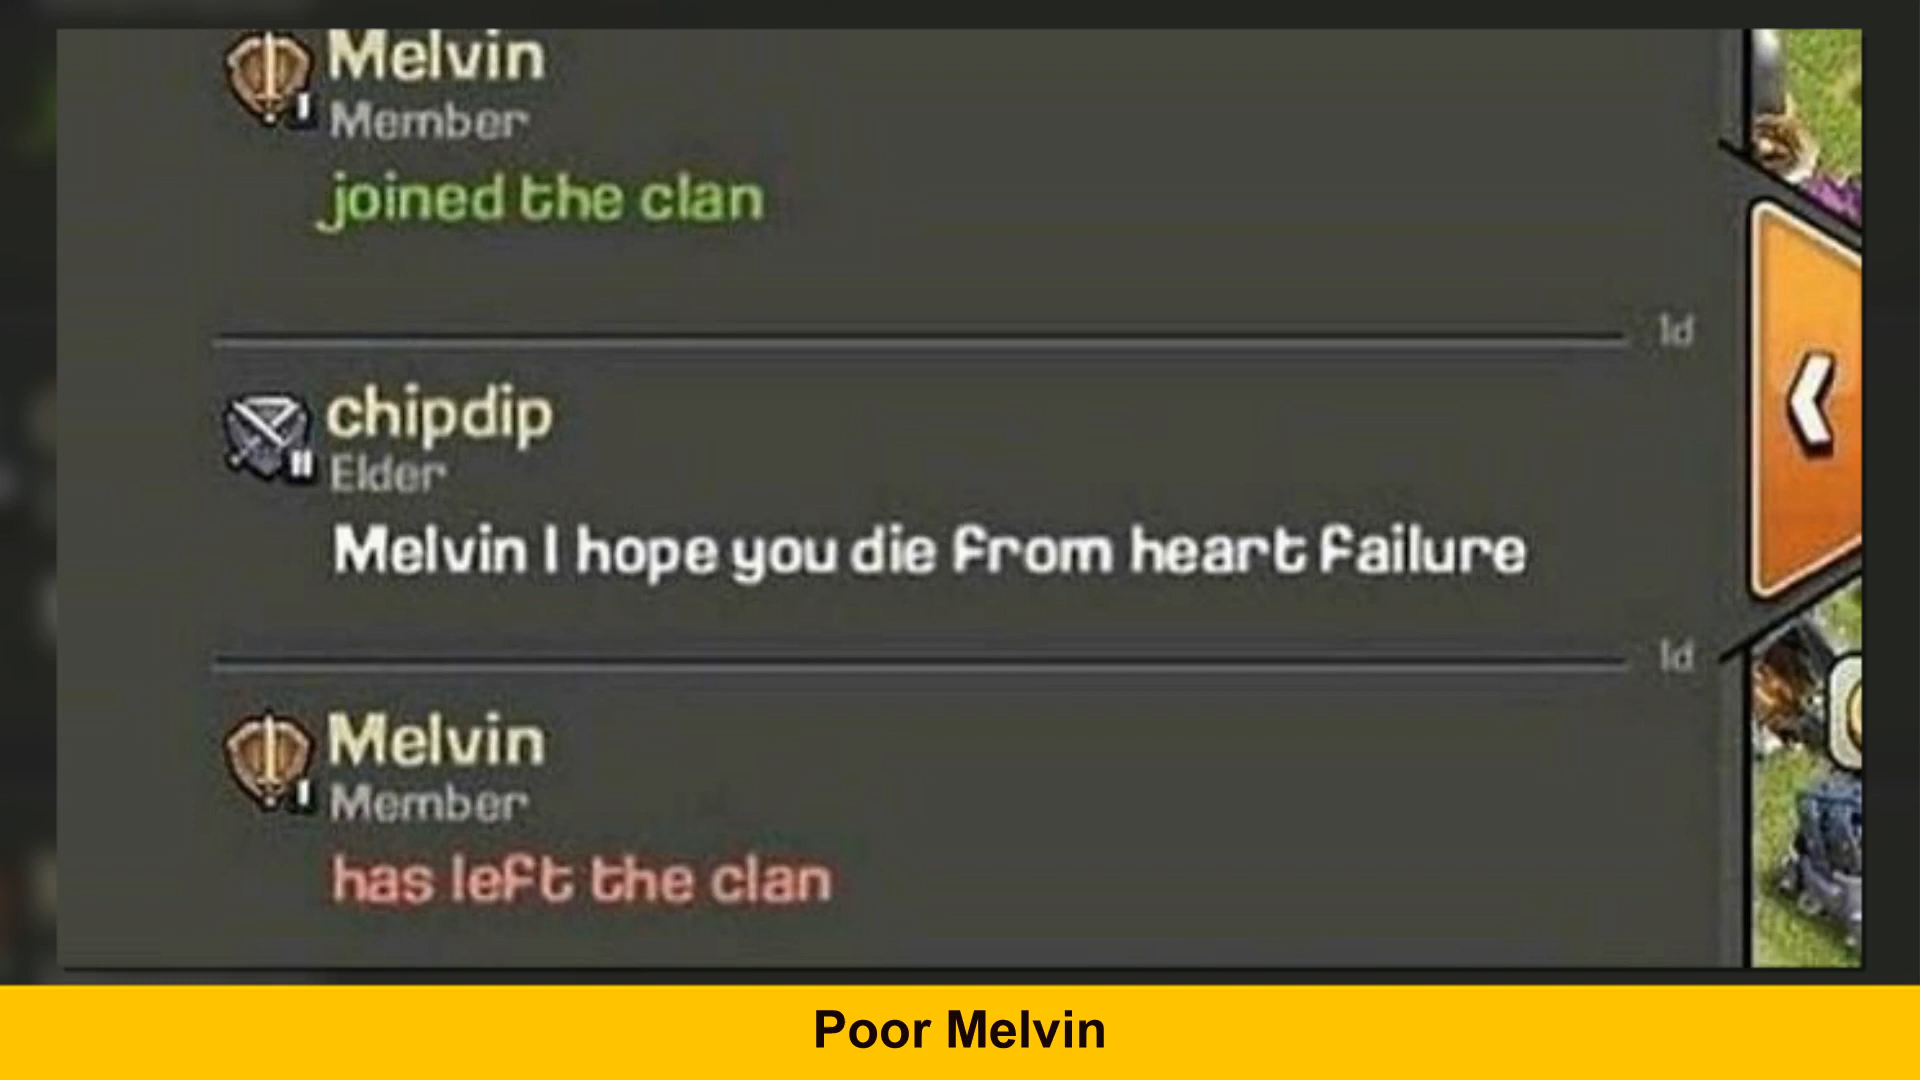 Melvin
Member
joined the clan
1d
chipdip
Elder
Melvin I hope you die from heart failure
1d
Melvin
Member
has left the clan
Poor Melvin